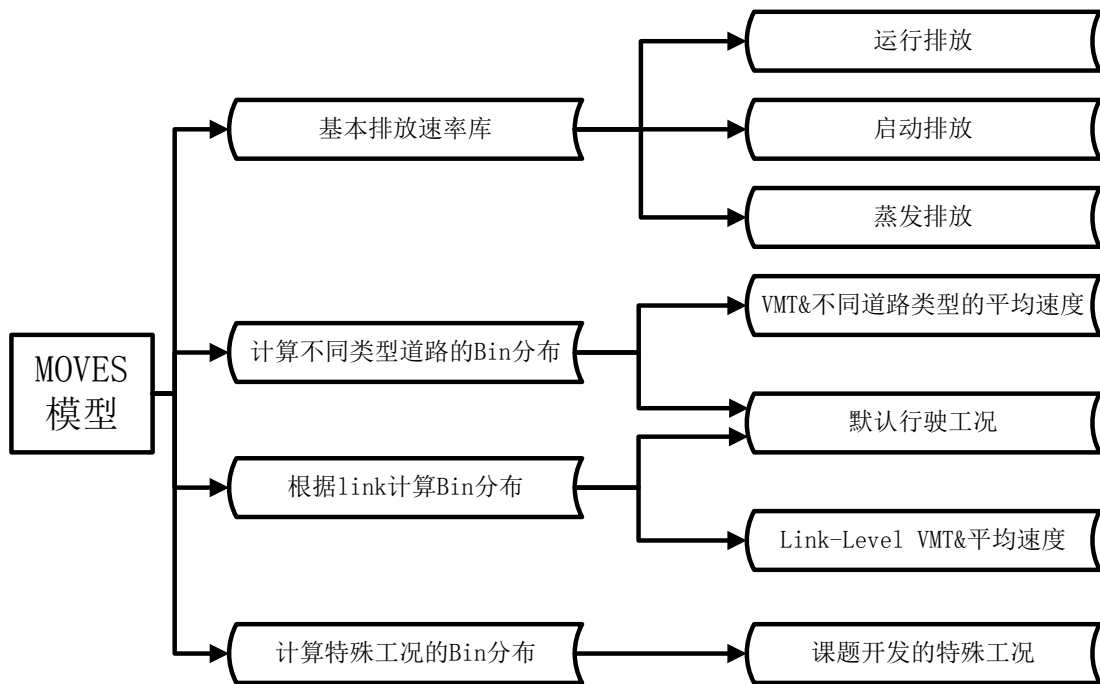 MOVES
模型
基本排放速率库
运行排放
启动排放
蒸发排放
计算不同类型道路的Bin分布
VMT&不同道路类型的平均速度
默认行驶工况
根据link计算Bin分布
Link-Level VMT&平均速度
计算特殊工况的Bin分布
课题开发的特殊工况